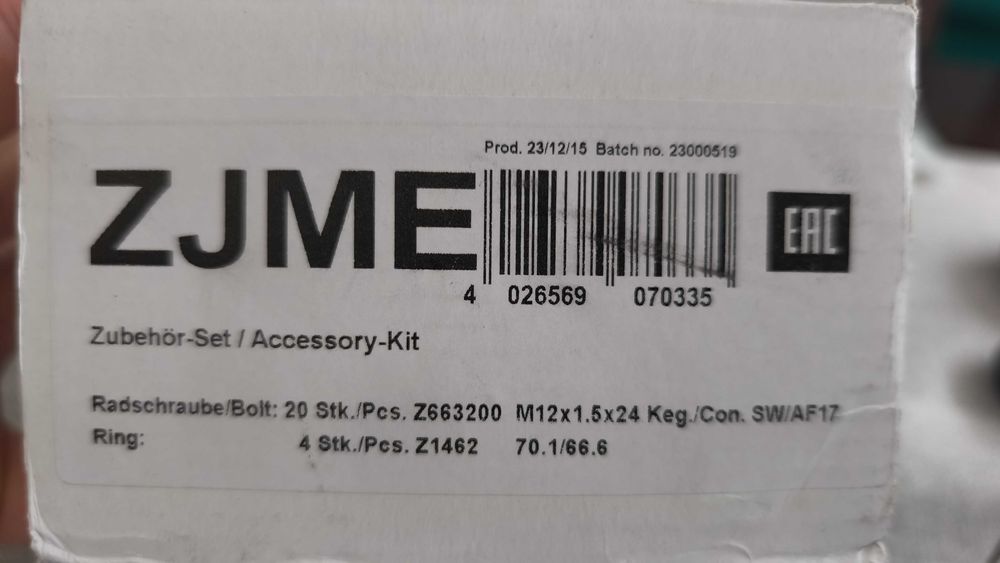 Prod. 23/12/15 Batch no. 23000519
ZJME
EAC
4 026569 070335
Zubehör-Set / Accessory-Kit
Radschraube/Bolt: 20 Stk./Pcs. Z663200 M12x1.5x24 Keg./Con. SW/AF17
Ring: 4 Stk./Pcs. Z1462 70.1/66.6